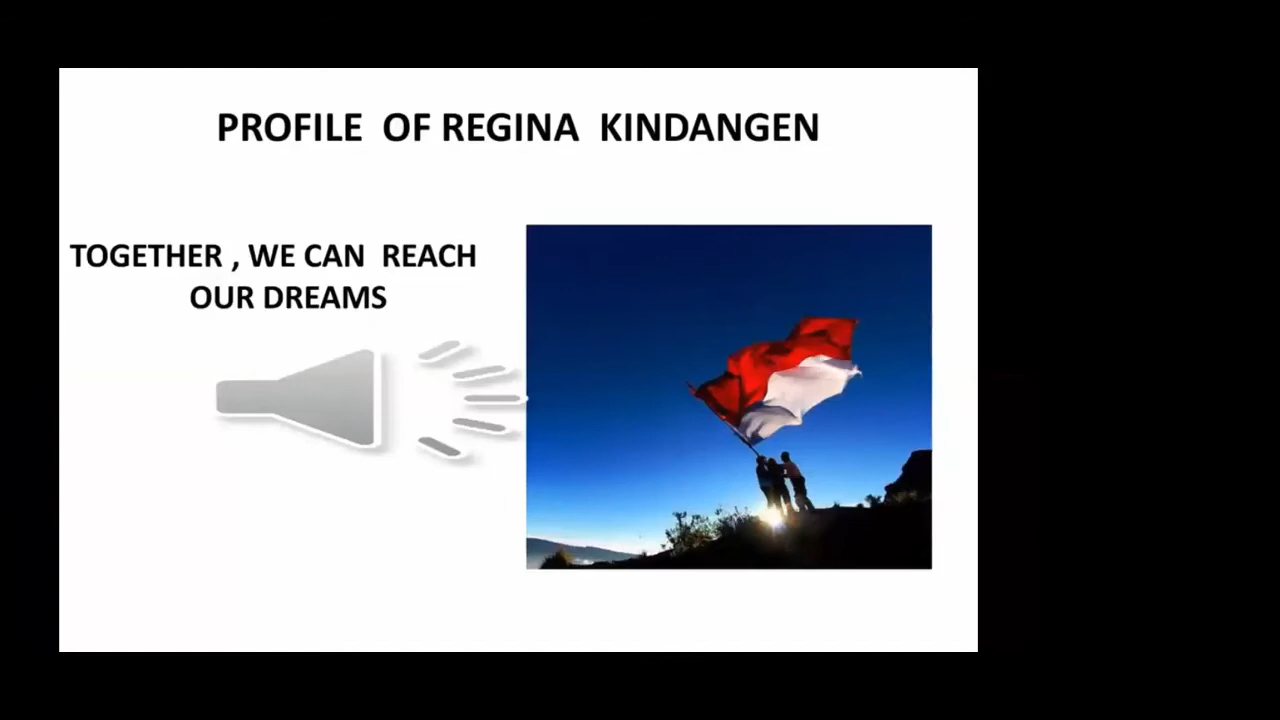 PROFILE OF REGINA KINDANGEN
TOGETHER , WE CAN REACH
OUR DREAMS